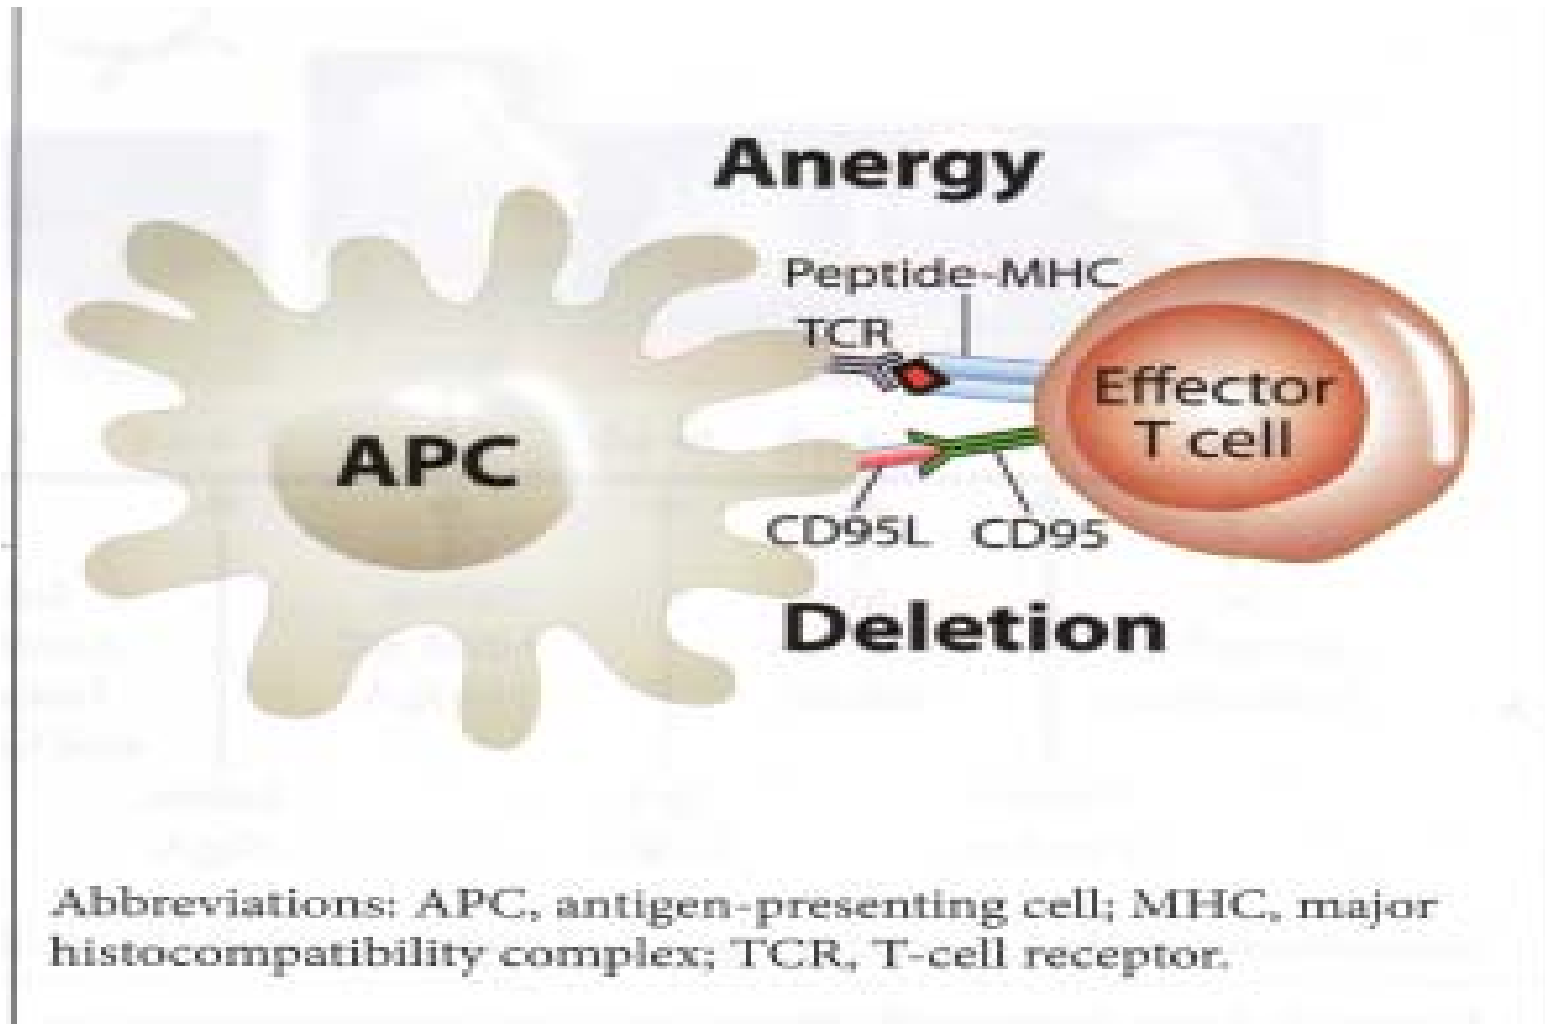 Anergy
Peptide-MHC
TCR
APC
Effector
T cell
CD95L
CD95
Deletion
Abbreviations: APC, antigen-presenting cell; MHC, major
histocompatibility complex; TCR, T-cell receptor.